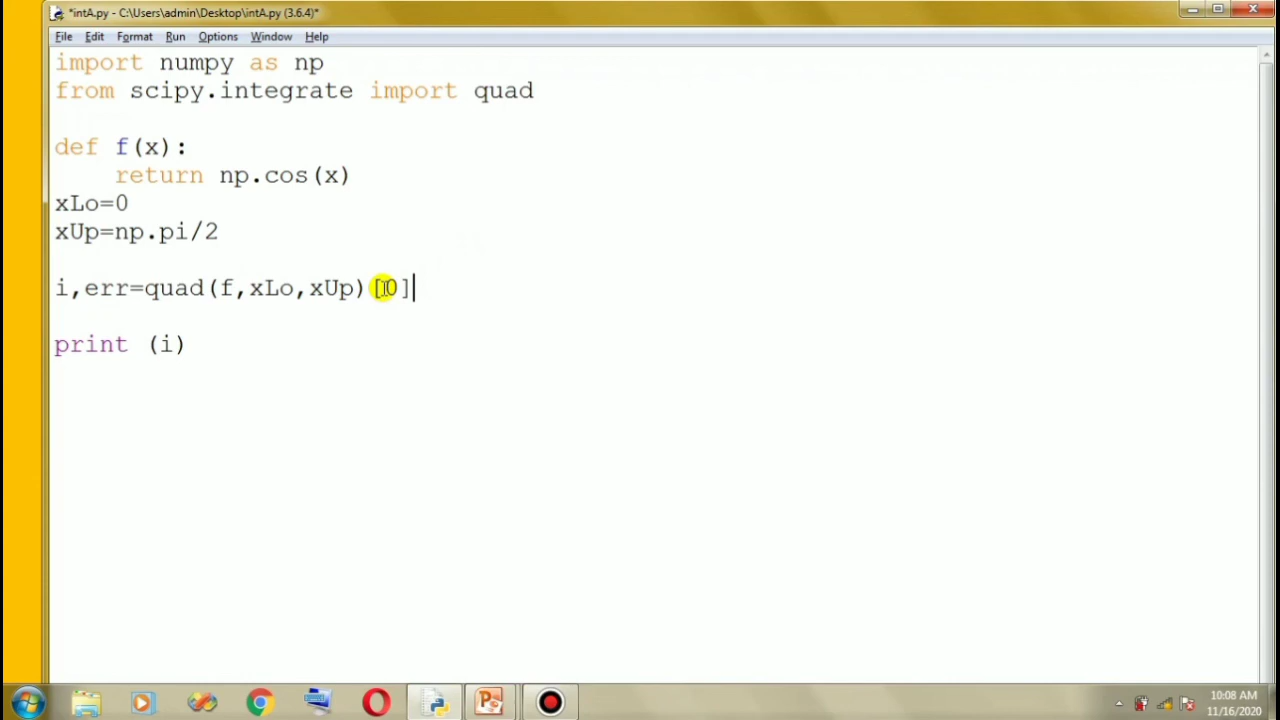 *intA.py - C:\Users\admin\Desktop\intA.py (3.6.4)*
File Edit Format Run Options Window Help
import numpy as np
from scipy.integrate import quad
def f(x):
    return np.cos(x)
xLo=0
xUp=np.pi/2
i,err=quad(f,xLo,xUp)[0]
print (i)
10:08 AM
11/16/2020